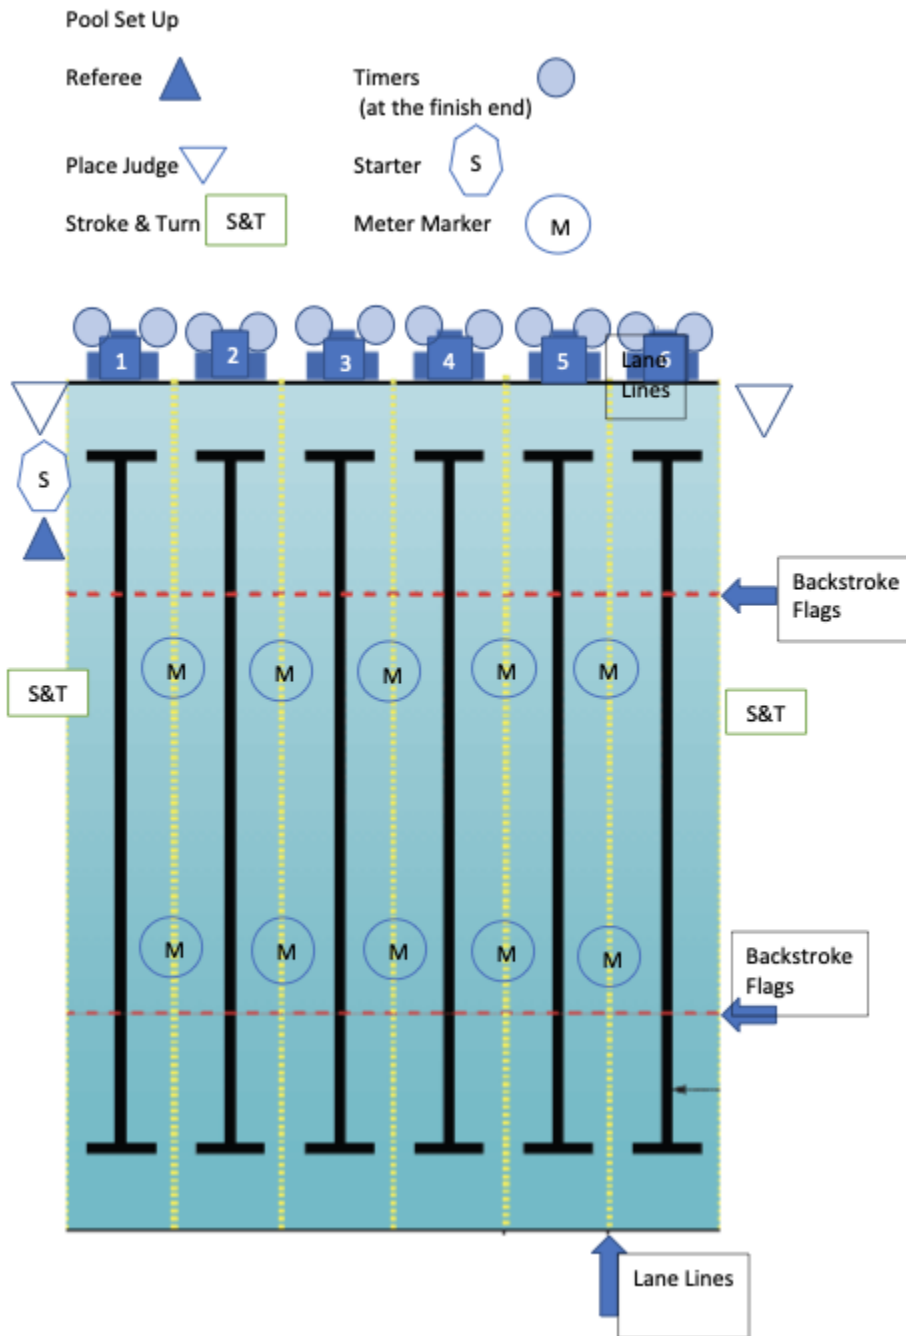 Pool Set Up
Referee
Timers
(at the finish end)
Place Judge
Starter
S
Stroke & Turn
S&T
Meter Marker
M
1
2
3
4
5
6
Lane
Lines
S
Backstroke
Flags
M
M
M
M
M
S&T
S&T
M
M
M
M
M
Backstroke
Flags
Lane Lines